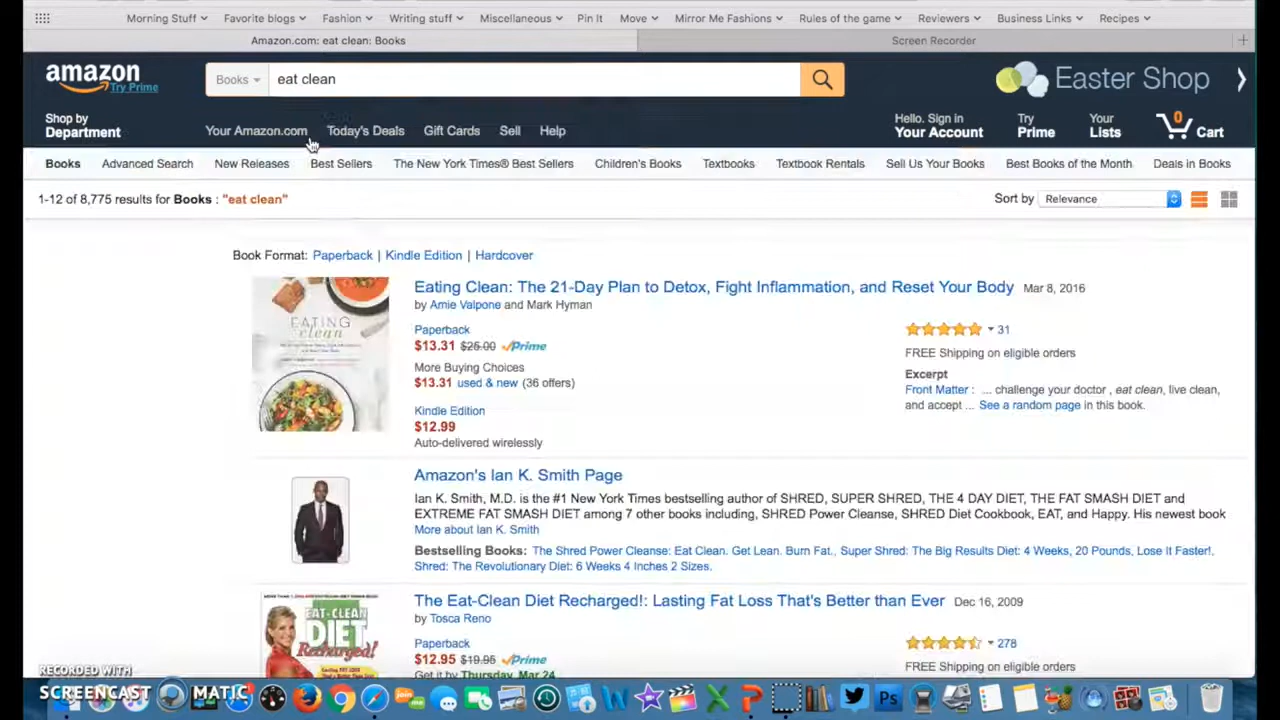 Morning Stuff Favorite blogs Fashion Writing stuff Miscellaneous Pin It Move Mirror Me Fashions Rules of the game Reviewers Business Links Recipes
Amazon.com: eat clean: Books Screen Recorder +
amazon
Try Prime
Books eat clean
Easter Shop
Shop by
Department
Your Amazon.com Today's Deals Gift Cards Sell Help
Hello. Sign in
Your Account
Try
Prime
Your
Lists
0
Cart
Books Advanced Search New Releases Best Sellers The New York Times® Best Sellers Children's Books Textbooks Textbook Rentals Sell Us Your Books Best Books of the Month Deals in Books
1-12 of 8,775 results for Books : "eat clean"
Sort by Relevance
Book Format: Paperback | Kindle Edition | Hardcover
EATING
clean
Eating Clean: The 21-Day Plan to Detox, Fight Inflammation, and Reset Your Body Mar 8, 2016
by Amie Valpone and Mark Hyman
Paperback
$13.31 $25.00 Prime
More Buying Choices
$13.31 used & new (36 offers)
Kindle Edition
$12.99
Auto-delivered wirelessly
31
FREE Shipping on eligible orders
Excerpt
Front Matter : ... challenge your doctor , eat clean, live clean,
and accept ... See a random page in this book.
Amazon's Ian K. Smith Page
Ian K. Smith, M.D. is the #1 New York Times bestselling author of SHRED, SUPER SHRED, THE 4 DAY DIET, THE FAT SMASH DIET and
EXTREME FAT SMASH DIET among 7 other books including, SHRED Power Cleanse, SHRED Diet Cookbook, EAT, and Happy. His newest book
More about Ian K. Smith
Bestselling Books: The Shred Power Cleanse: Eat Clean. Get Lean. Burn Fat., Super Shred: The Big Results Diet: 4 Weeks, 20 Pounds, Lose It Faster!,
Shred: The Revolutionary Diet: 6 Weeks 4 Inches 2 Sizes.
EAT-CLEAN
DIET
Recharged!
The Eat-Clean Diet Recharged!: Lasting Fat Loss That's Better than Ever Dec 16, 2009
by Tosca Reno
Paperback
$12.95 $19.95 Prime
Get it by Thursday, Mar 24
278
FREE Shipping on eligible orders
RECORDED WITH
SCREENCAST MATIC